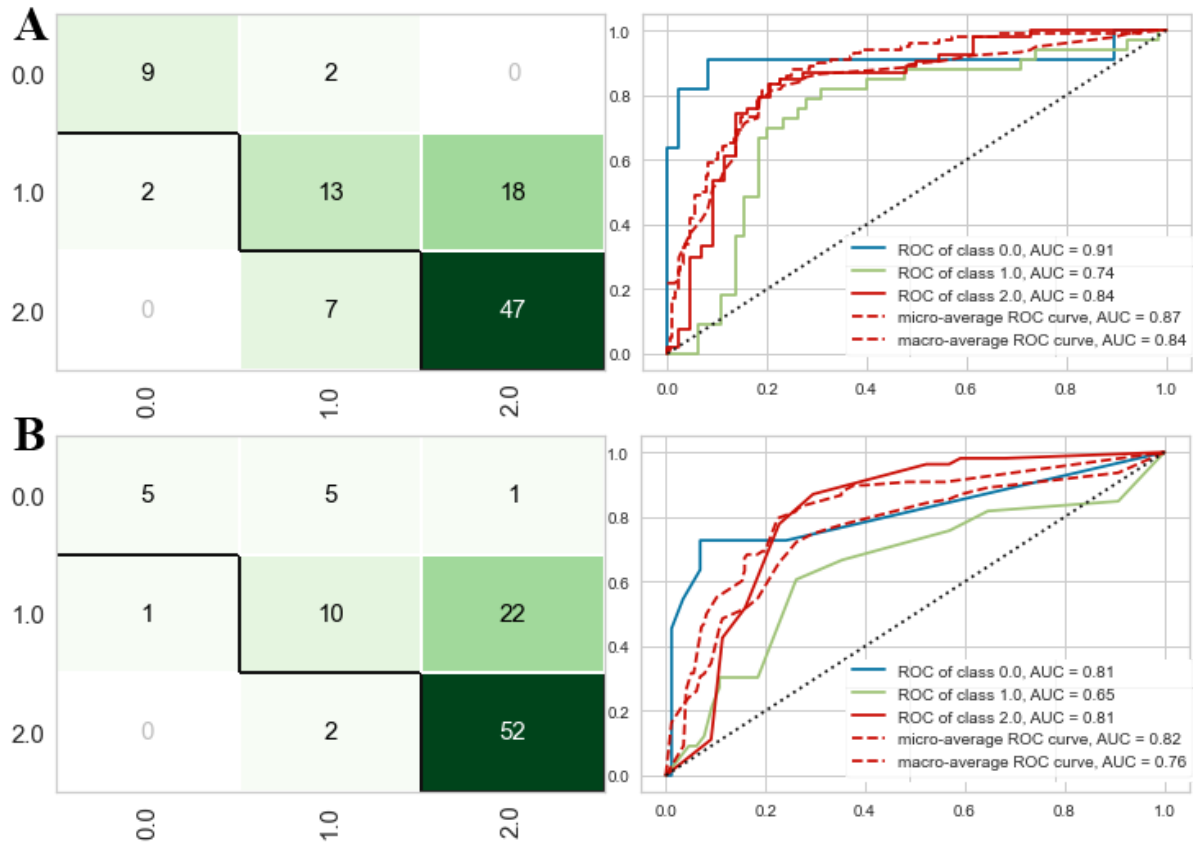 A
0.0 9 2 0
1.0 2 13 18
2.0 0 7 47
0.0 1.0 2.0
1.0
0.8
0.6
0.4
0.2
0.0
ROC of class 0.0, AUC = 0.91
ROC of class 1.0, AUC = 0.74
ROC of class 2.0, AUC = 0.84
micro-average ROC curve, AUC = 0.87
macro-average ROC curve, AUC = 0.84
0.0 0.2 0.4 0.6 0.8 1.0
B
0.0 5 5 1
1.0 1 10 22
2.0 0 2 52
0.0 1.0 2.0
1.0
0.8
0.6
0.4
0.2
0.0
ROC of class 0.0, AUC = 0.81
ROC of class 1.0, AUC = 0.65
ROC of class 2.0, AUC = 0.81
micro-average ROC curve, AUC = 0.82
macro-average ROC curve, AUC = 0.76
0.0 0.2 0.4 0.6 0.8 1.0